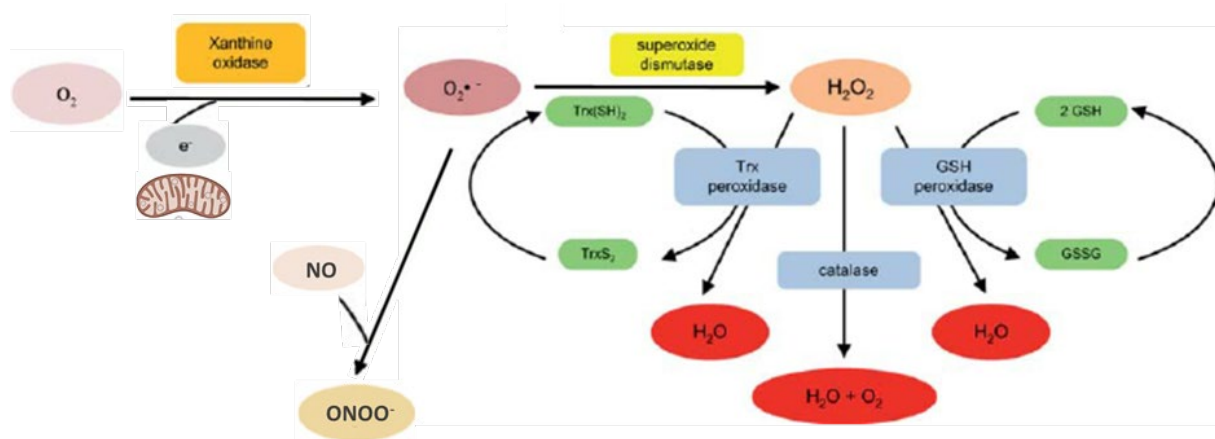 Xanthine
oxidase
O₂
e⁻
O₂•⁻
superoxide
dismutase
H₂O₂
Trx(SH)₂
2 GSH
Trx
peroxidase
GSH
peroxidase
TrxS₂
GSSG
catalase
NO
H₂O
H₂O
H₂O + O₂
ONOO⁻